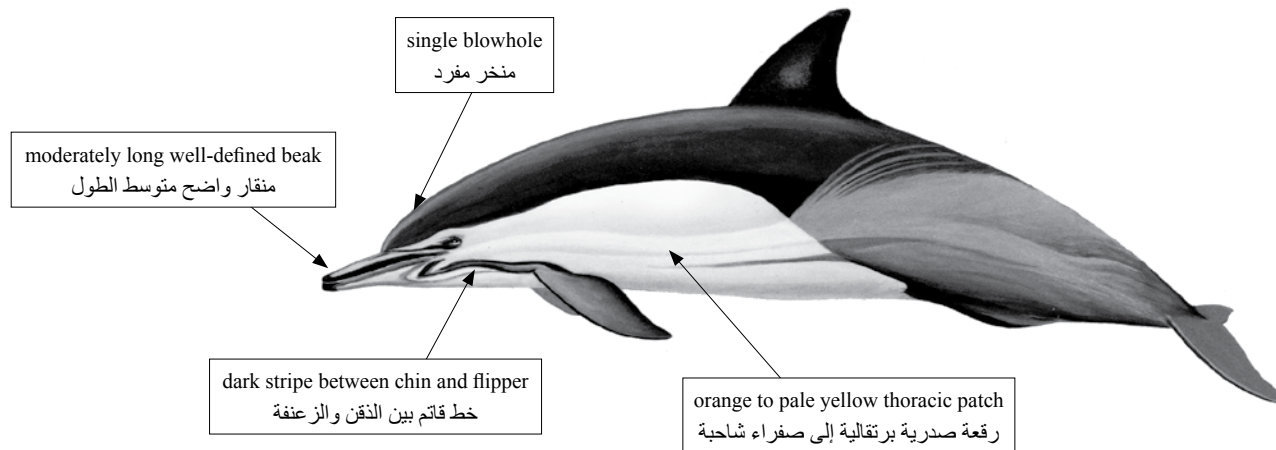 single blowhole
منخر مفرد
moderately long well-defined beak
منقار واضح متوسط الطول
dark stripe between chin and flipper
خط قاتم بين الذقن والزعنفة
orange to pale yellow thoracic patch
رقعة صدرية برتقالية إلى صفراء شاحبة